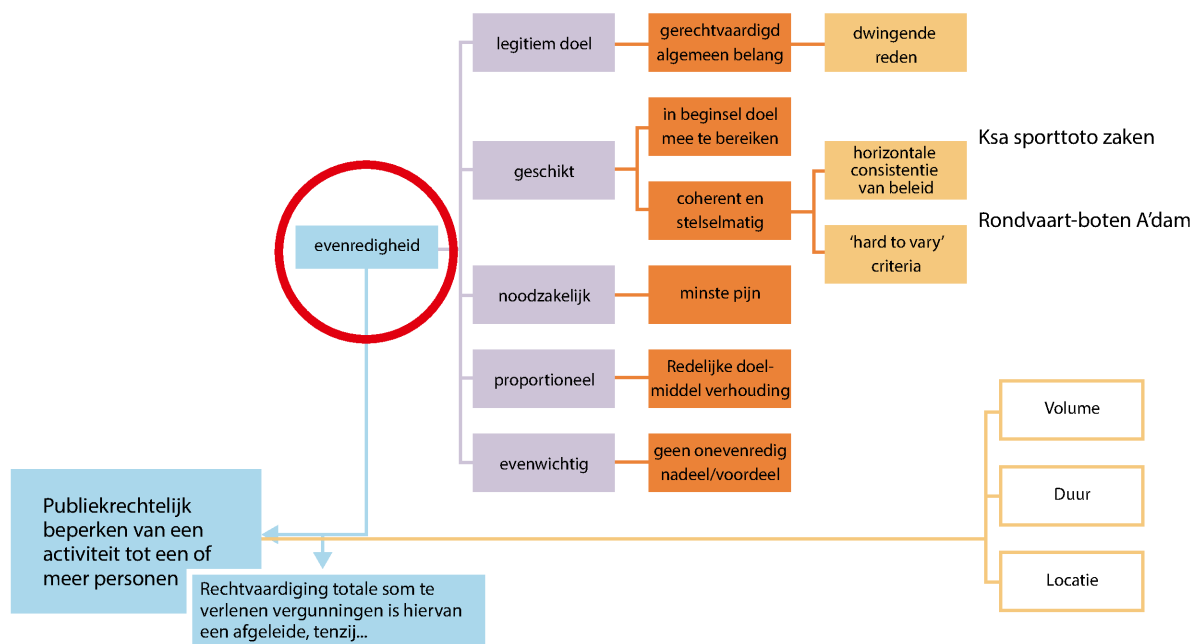 legitiem doel
gerechtvaardigd
algemeen belang
dwingende
reden
in beginsel doel
mee te bereiken
Ksa sporttoto zaken
geschikt
horizontale
consistentie
van beleid
coherent en
stelselmatig
Rondvaart-boten A’dam
‘hard to vary’
criteria
evenredigheid
noodzakelijk
minste pijn
proportioneel
Redelijke doel-
middel verhouding
evenwichtig
geen onevenredig
nadeel/voordeel
Volume
Duur
Locatie
Publiekrechtelijk
beperken van een
activiteit tot een of
meer personen
Rechtvaardiging totale som te
verlenen vergunningen is hiervan
een afgeleide, tenzij...